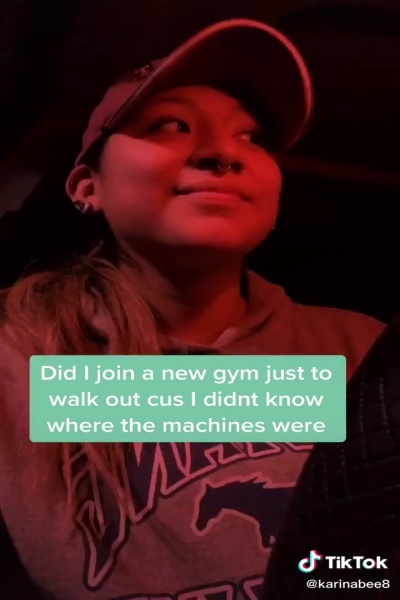 Did I join a new gym just to
walk out cus I didnt know
where the machines were
TikTok
@karinabee8